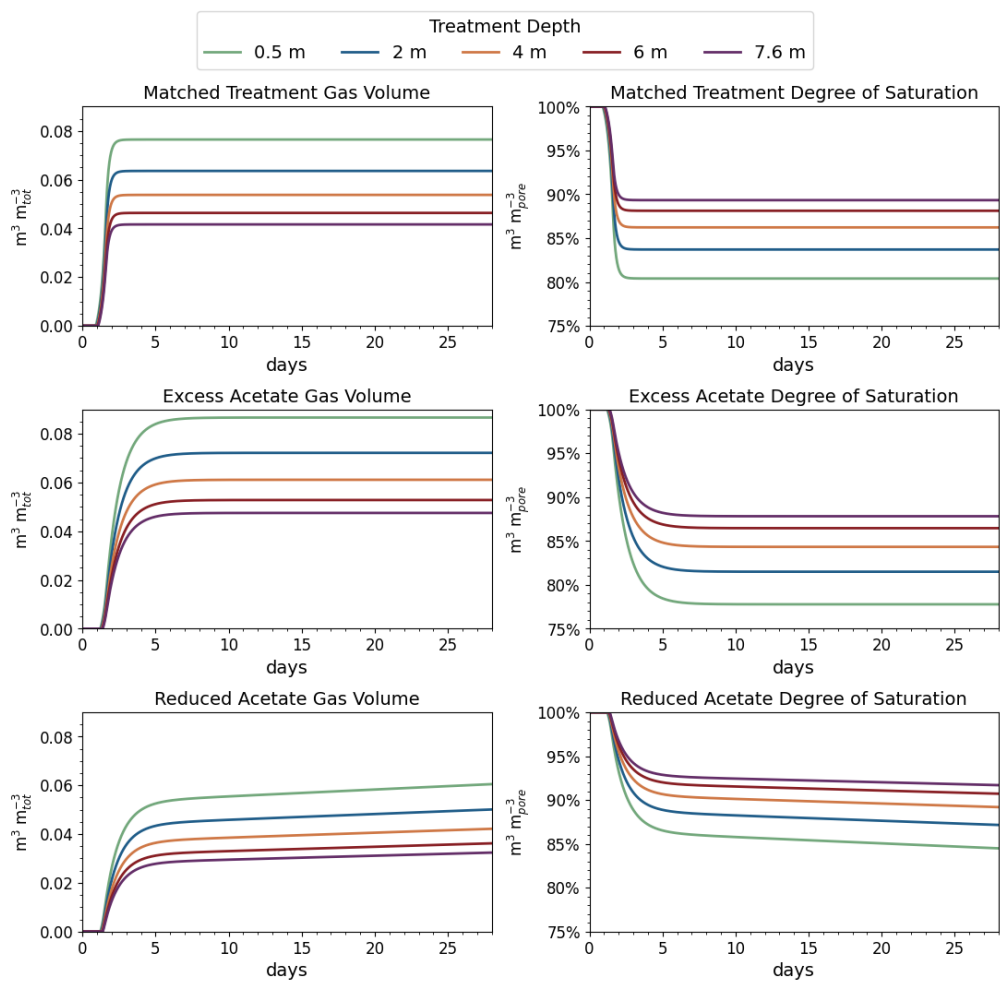 Treatment Depth
0.5 m 2 m 4 m 6 m 7.6 m
Matched Treatment Gas Volume
m³ m⁻³tot
0.08
0.06
0.04
0.02
0.00
0 5 10 15 20 25
days
Matched Treatment Degree of Saturation
m³ m⁻³pore
100%
95%
90%
85%
80%
75%
0 5 10 15 20 25
days
Excess Acetate Gas Volume
m³ m⁻³tot
0.08
0.06
0.04
0.02
0.00
0 5 10 15 20 25
days
Excess Acetate Degree of Saturation
m³ m⁻³pore
100%
95%
90%
85%
80%
75%
0 5 10 15 20 25
days
Reduced Acetate Gas Volume
m³ m⁻³tot
0.08
0.06
0.04
0.02
0.00
0 5 10 15 20 25
days
Reduced Acetate Degree of Saturation
m³ m⁻³pore
100%
95%
90%
85%
80%
75%
0 5 10 15 20 25
days